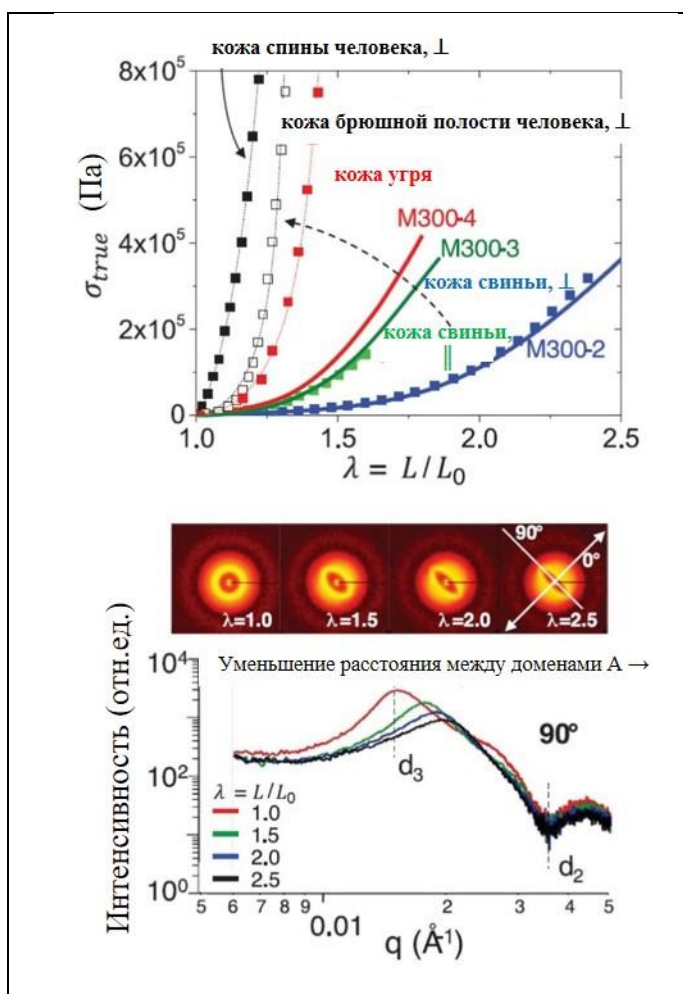 кожа спины человека, ⊥
8x10⁵
кожа брюшной полости человека, ⊥
6x10⁵
кожа угря
M300-4
4x10⁵
M300-3
кожа свиньи, ⊥
2x10⁵
кожа свиньи,
||
M300-2
0
σtrue (Па)
1.0 1.5 2.0 2.5
λ = L / L₀
90°
0°
λ=1.0 λ=1.5 λ=2.0 λ=2.5
Интенсивность (отн.ед.)
10⁴
Уменьшение расстояния между доменами А →
90°
d₃
10²
λ = L/L₀
1.0
1.5
2.0
2.5
d₂
10⁰
5 6 7 8 9 2 3 4 5
0.01
q (Å⁻¹)